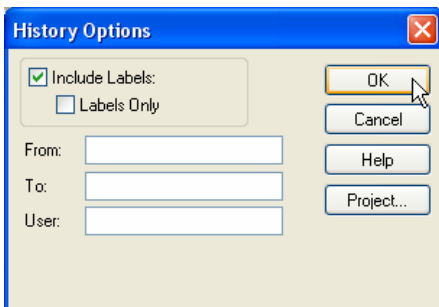 History Options
Include Labels:
Labels Only
From:
To:
User:
OK
Cancel
Help
Project...